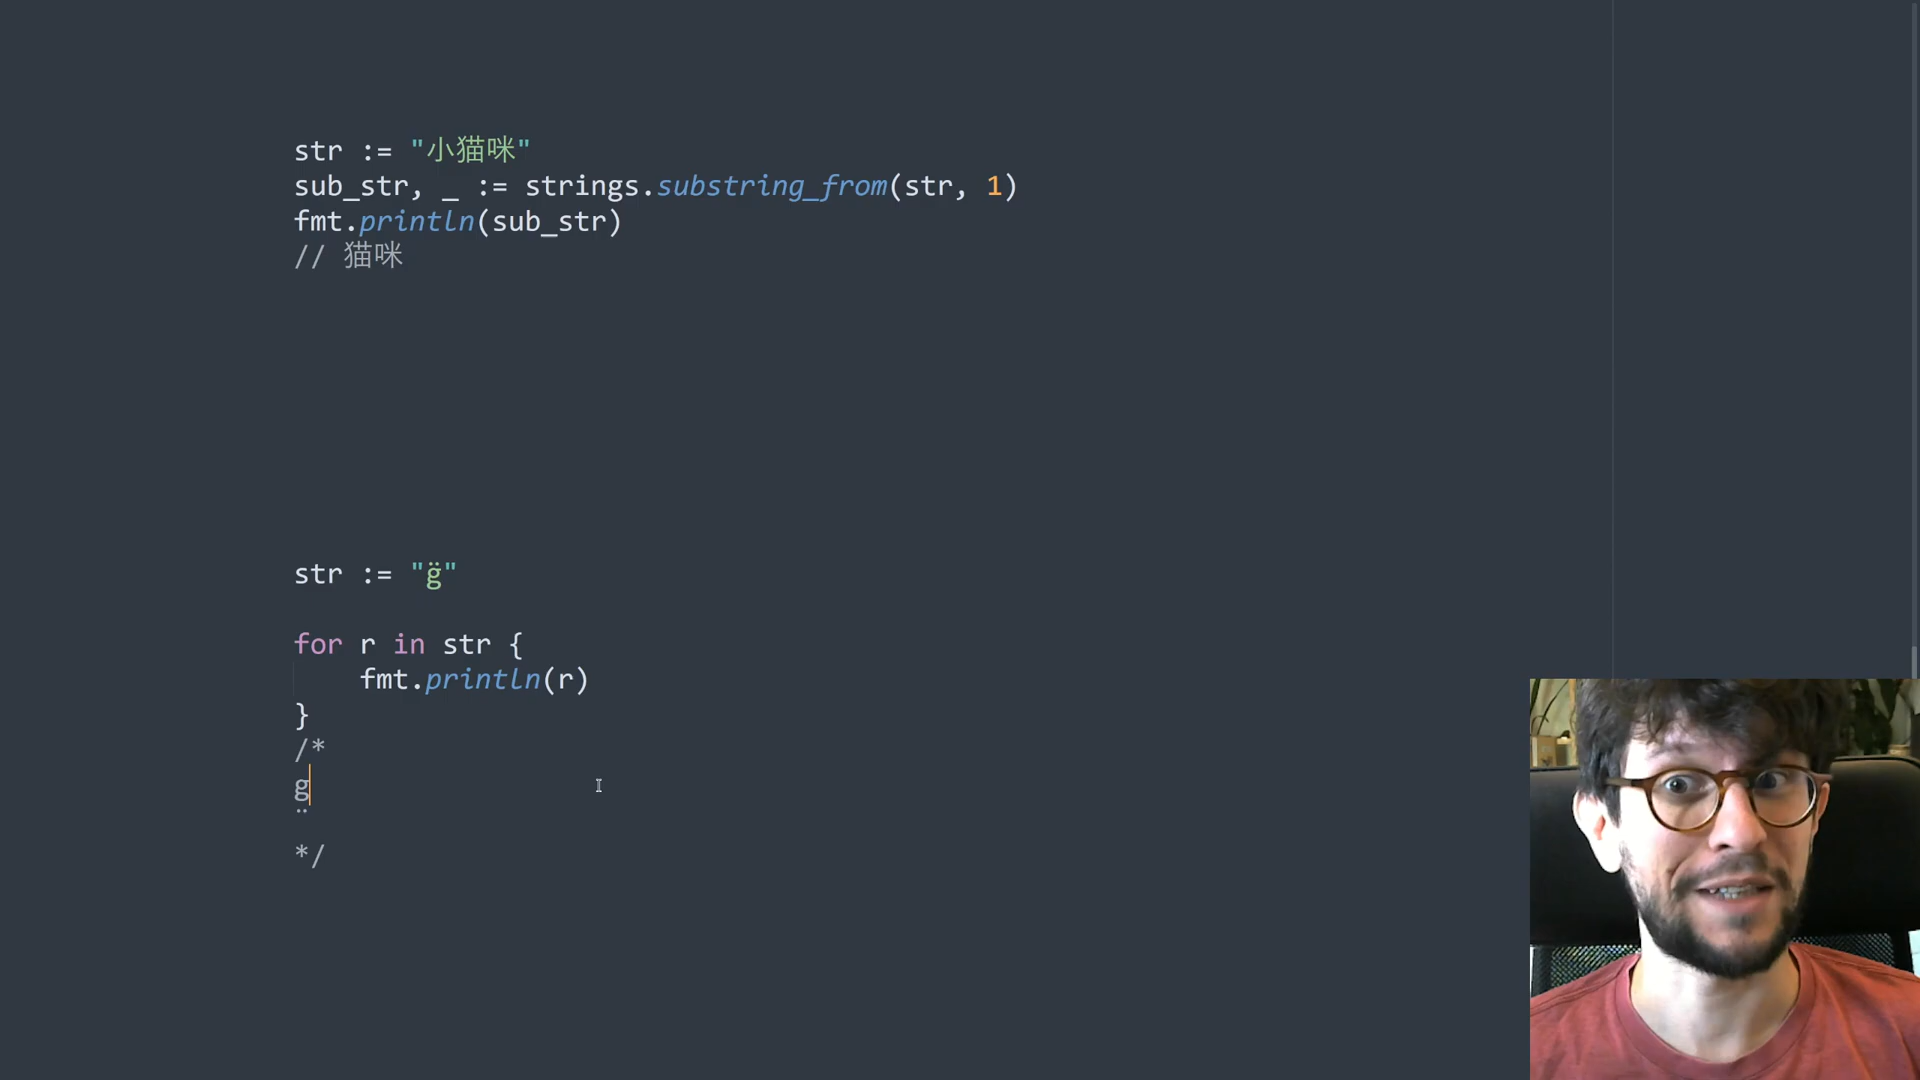 str := "小猫咪"
sub_str, _ := strings.substring_from(str, 1)
fmt.println(sub_str)
// 猫咪
str := "g̈"
for r in str {
fmt.println(r)
}
/*
g
¨
*/